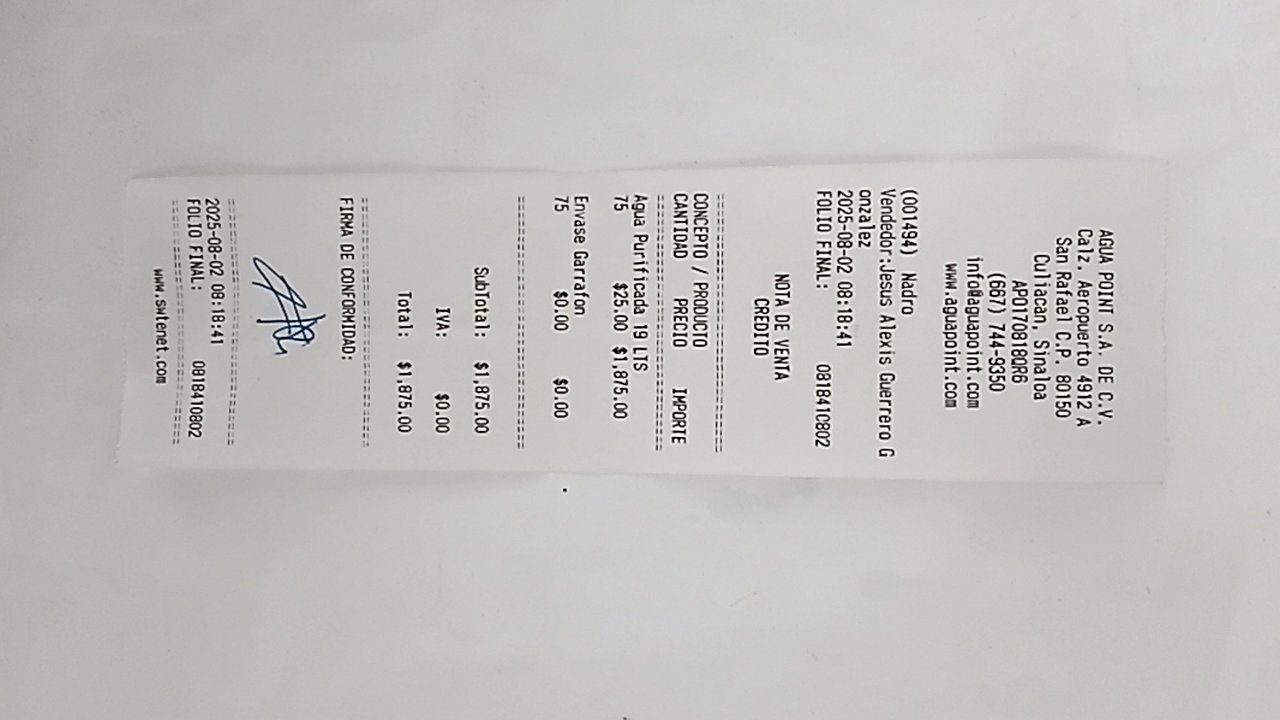 AGUA POINT S.A. DE C.V.
Calz. Aeropuerto 4912 A
San Rafael C.P. 80150
Culiacan, Sinaloa
APO170818QR6
(667) 744-9350
info@aguapoint.com
www.aguapoint.com
(001494) Nadro
Vendedor:Jesus Alexis Guerrero G
onzalez
2025-08-02 08:18:41
FOLIO FINAL: 0818410802
NOTA DE VENTA
CREDITO
CONCEPTO / PRODUCTO
CANTIDAD PRECIO IMPORTE
Agua Purificada 19 LTS
75 $25.00 $1,875.00
Envase Garrafon
75 $0.00 $0.00
SubTotal: $1,875.00
IVA: $0.00
Total: $1,875.00
FIRMA DE CONFORMIDAD:
2025-08-02 08:18:41
FOLIO FINAL: 0818410802
www.swtenet.com